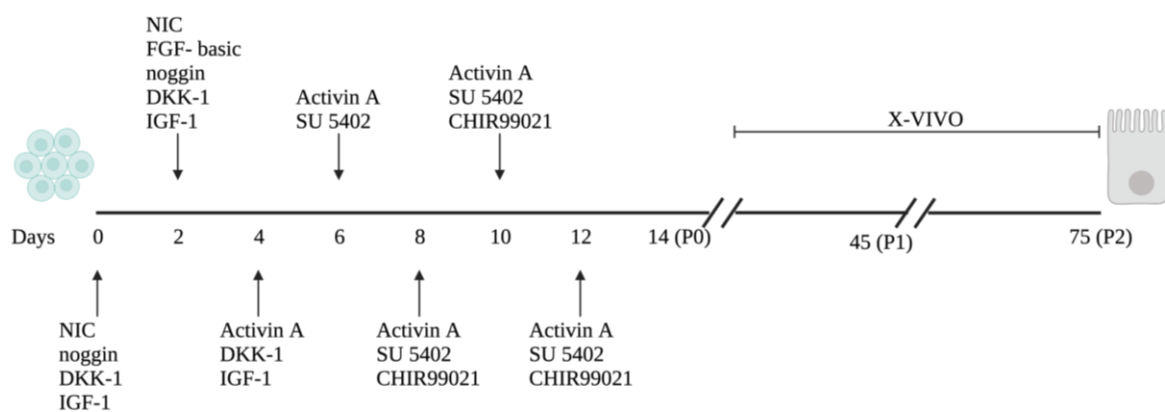 NIC
FGF- basic
noggin
DKK-1
IGF-1
Activin A
SU 5402
Activin A
SU 5402
CHIR99021
X-VIVO
Days 0 2 4 6 8 10 12 14 (P0) 45 (P1) 75 (P2)
NIC
noggin
DKK-1
IGF-1
Activin A
DKK-1
IGF-1
Activin A
SU 5402
CHIR99021
Activin A
SU 5402
CHIR99021